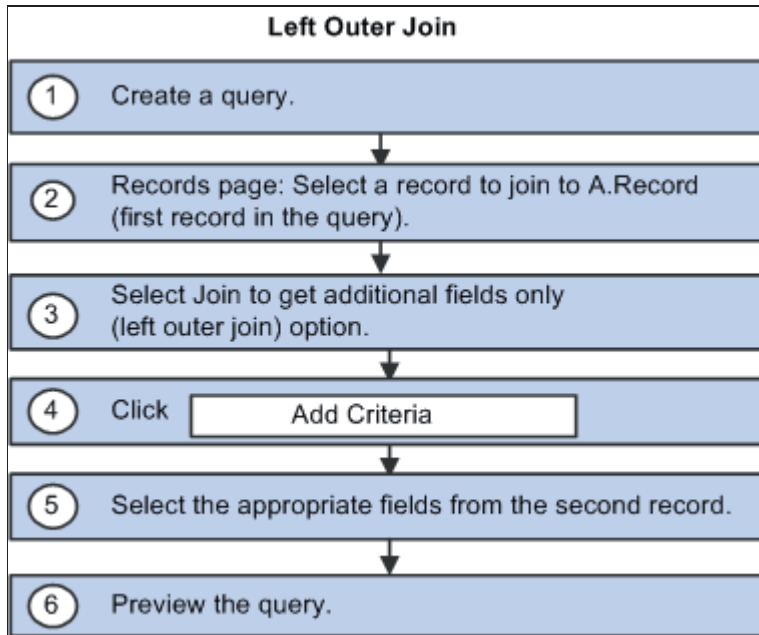 Left Outer Join
1 Create a query.
2 Records page: Select a record to join to A.Record
(first record in the query).
3 Select Join to get additional fields only
(left outer join) option.
4 Click Add Criteria
5 Select the appropriate fields from the second record.
6 Preview the query.